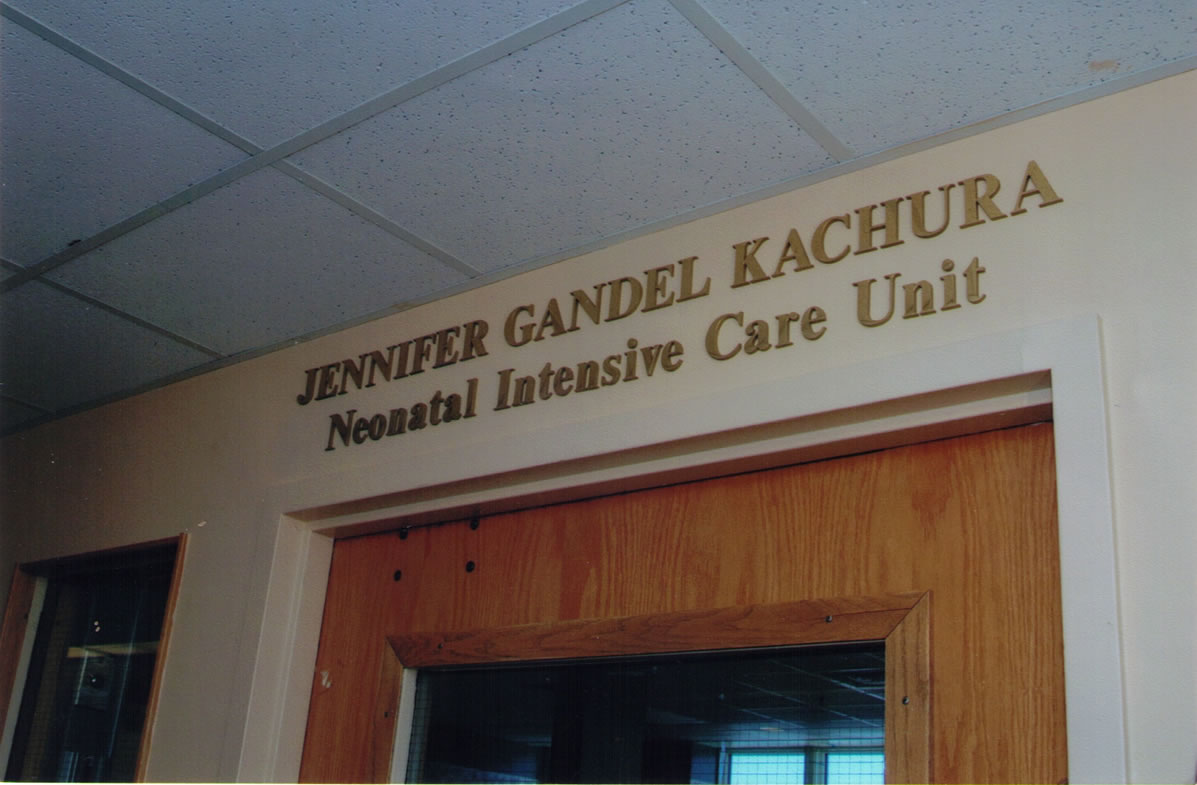 JENNIFER GANDEL KACHURA
Neonatal Intensive Care Unit